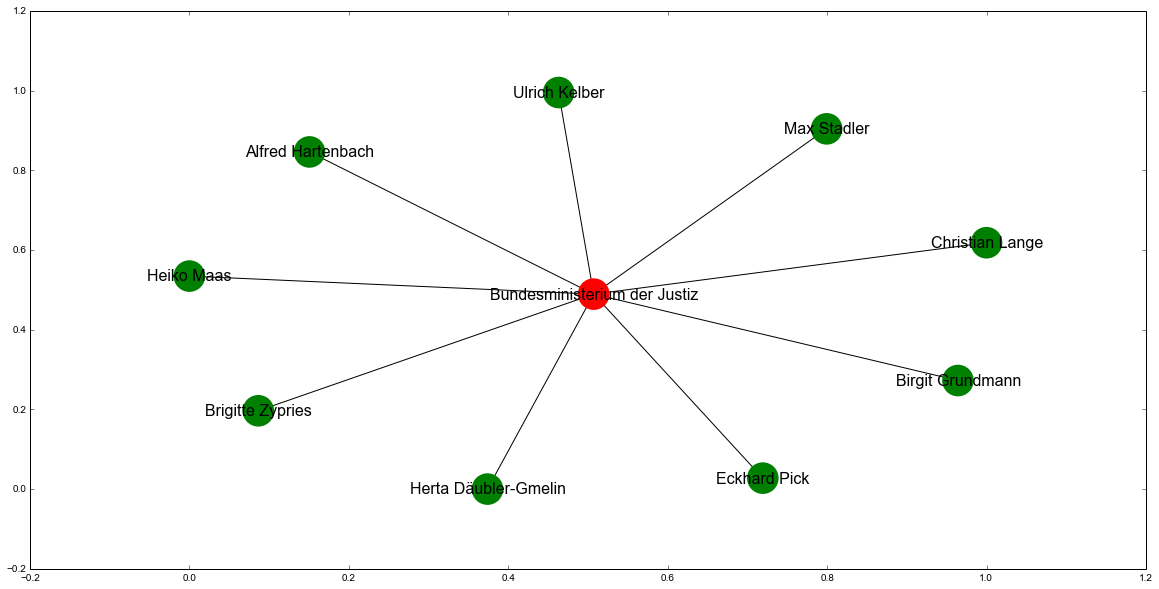 1.2
Ulrich Kelber
1.0
Max Stadler
Alfred Hartenbach
0.8
Christian Lange
0.6
Heiko Maas
Bundesministerium der Justiz
0.4
Birgit Grundmann
Brigitte Zypries
0.2
Eckhard Pick
Herta Däubler-Gmelin
0.0
−0.2
−0.2 0.0 0.2 0.4 0.6 0.8 1.0 1.2